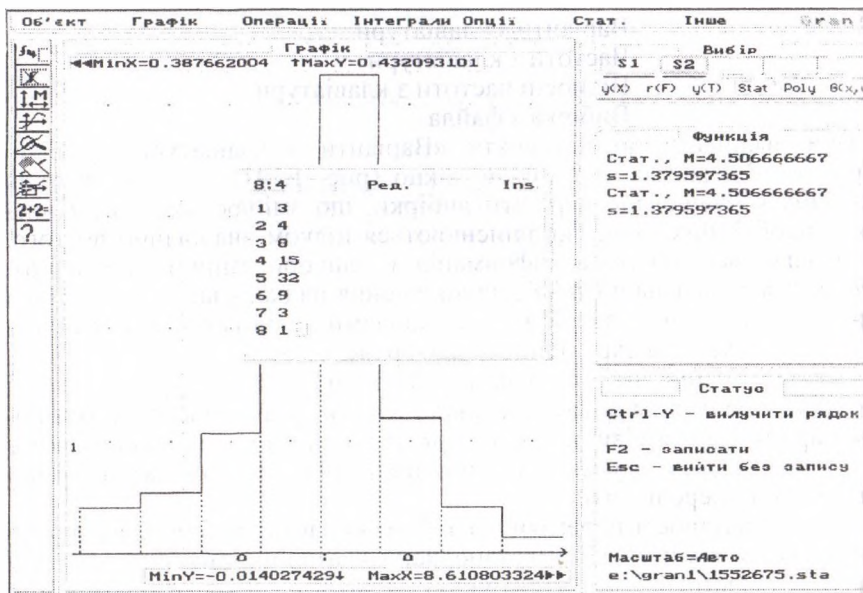 Об'єкт Графік Операції Інтеграли Опції Стат. Інше Gran
Графік
◄◄MinX=0.387662004 ↑MaxY=0.432093101
8:4 Ред. Ins
1 3
2 4
3 8
4 15
5 32
6 9
7 3
8 1
1
MinY=-0.014027429↓ MaxX=8.610803324►►
2+2=
?
Вибір
S1 S2
y(X) r(F) y(T) Stat Poly G(x,
Функція
Стат., M=4.506666667
s=1.379597365
Стат., M=4.506666667
s=1.379597365
Статус
Ctrl-Y - вилучити рядок
F2 - записати
Esc - вийти без запису
Масштаб=Авто
e:\gran1\1552675.sta